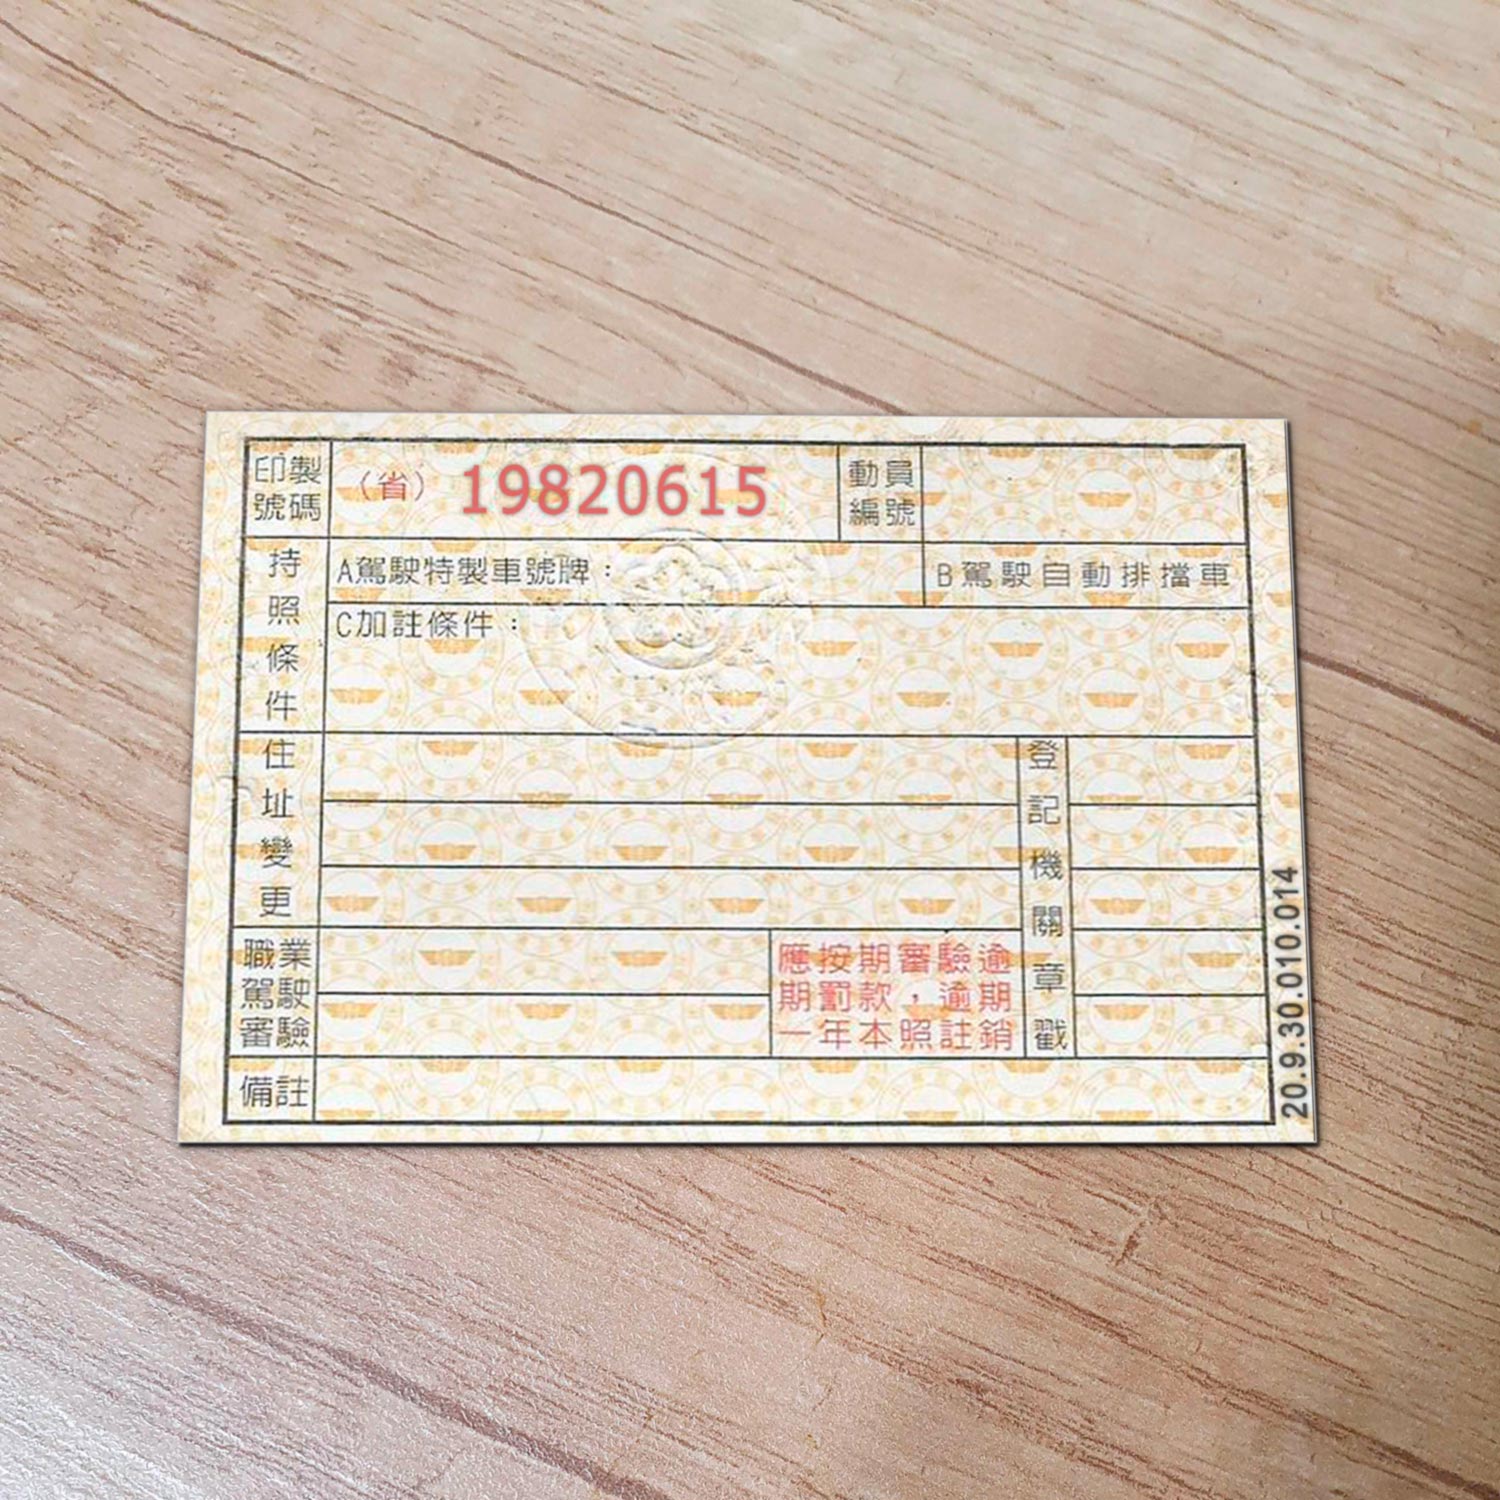 印製號碼
（省） 19820615
動員編號
持照條件
A駕駛特製車號牌：
B駕駛自動排擋車
C加註條件：
住址變更
登記機關章戳
職業駕駛審驗
應按期審驗逾
期罰款，逾期
一年本照註銷
備註
20.9.30.010.014